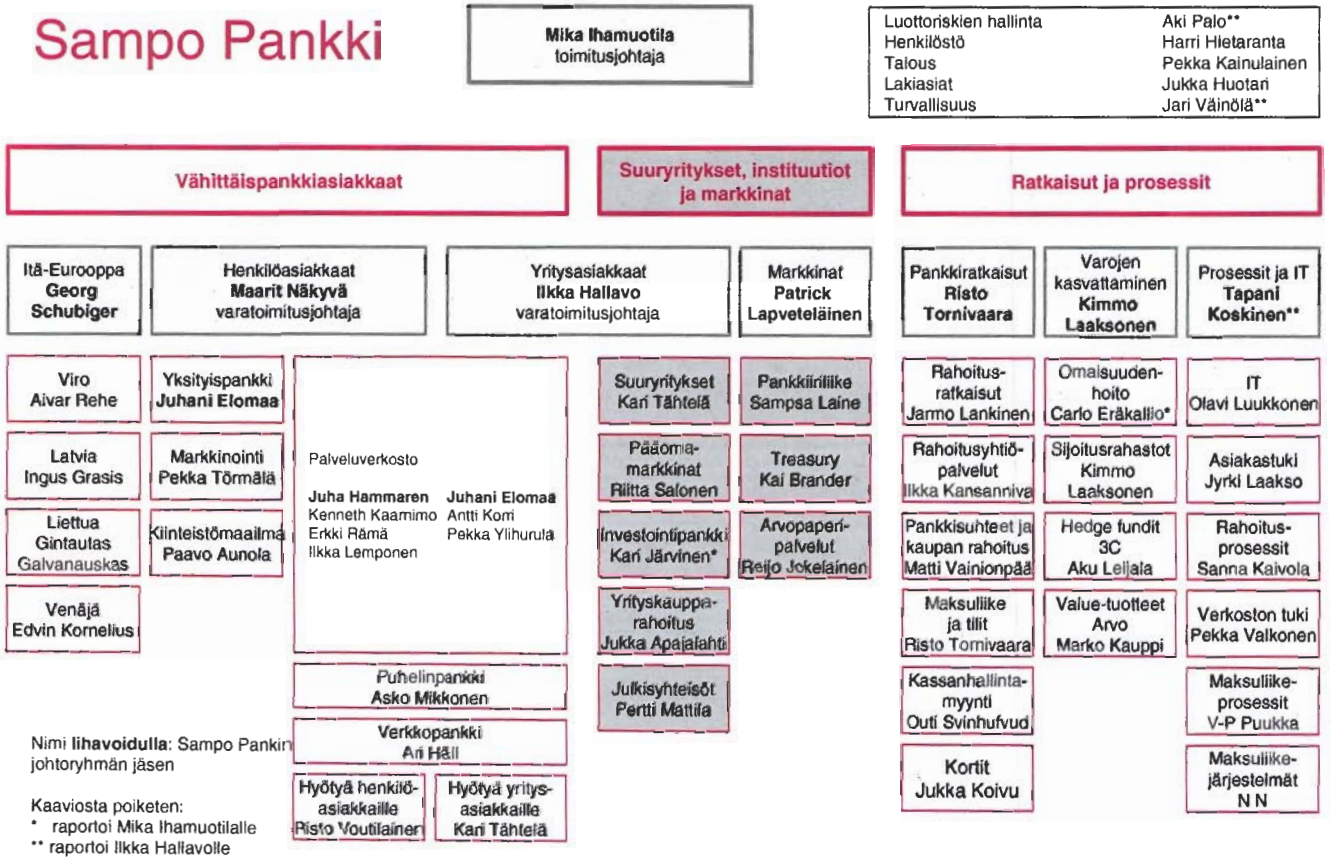 Sampo Pankki
Mika Ihamuotila
toimitusjohtaja
Luottoriskien hallinta Aki Palo**
Henkilöstö Harri Hietaranta
Talous Pekka Kainulainen
Lakiasiat Jukka Huotari
Turvallisuus Jari Väinölä**
Vähittäispankkiasiakkaat
Suuryritykset, instituutiot
ja markkinat
Ratkaisut ja prosessit
Itä-Eurooppa
Georg
Schubiger
Henkilöasiakkaat
Maarit Näkyvä
varatoimitusjohtaja
Yritysasiakkaat
Ilkka Hallavo
varatoimitusjohtaja
Markkinat
Patrick
Lapveteläinen
Pankkiratkaisut
Risto
Tornivaara
Varojen
kasvattaminen
Kimmo
Laaksonen
Prosessit ja IT
Tapani
Koskinen**
Viro
Aivar Rehe
Latvia
Ingus Grasis
Liettua
Gintautas
Galvanauskas
Venäjä
Edvin Kornelius
Yksityispankki
Juhani Elomaa
Markkinointi
Pekka Törmälä
Kiinteistömaailma
Paavo Aunola
Palveluverkosto
Juha Hammaren Juhani Elomaa
Kenneth Kaarnimo Antti Korri
Erkki Rämä Pekka Ylihurula
Ilkka Lemponen
Puhelinpankki
Asko Mikkonen
Verkkopankki
Ari Häll
Hyötyä henkilö-
asiakkaille
Risto Voutilainen
Hyötyä yritys-
asiakkaille
Kari Tähtelä
Suuryritykset
Kari Tähtelä
Pääoma-
markkinat
Riitta Salonen
Investointipankki
Kari Järvinen*
Yrityskauppa-
rahoitus
Jukka Apajalahti
Julkisyhteisöt
Pertti Mattila
Pankkiiriliike
Sampsa Laine
Treasury
Kai Brander
Arvopaperi-
palvelut
Reijo Jokelainen
Rahoitus-
ratkaisut
Jarmo Lankinen
Rahoitusyhtiö-
palvelut
Ilkka Kansanniva
Pankkisuhteet ja
kaupan rahoitus
Matti Vainionpää
Maksuliike
ja tilit
Risto Tornivaara
Kassanhallinta-
myynti
Outi Svinhufvud
Kortit
Jukka Koivu
Omaisuuden-
hoito
Carlo Eräkallio*
Sijoitusrahastot
Kimmo
Laaksonen
Hedge fundit
3C
Aku Leijala
Value-tuotteet
Arvo
Marko Kauppi
IT
Olavi Luukkonen
Asiakastuki
Jyrki Laakso
Rahoitus-
prosessit
Sanna Kaivola
Verkoston tuki
Pekka Valkonen
Maksuliike-
prosessit
V-P Puukka
Maksuliike-
järjestelmät
N N
Nimi lihavoidulla: Sampo Pankin
johtoryhmän jäsen
Kaaviosta poiketen:
* raportoi Mika Ihamuotilalle
** raportoi Ilkka Hallavolle